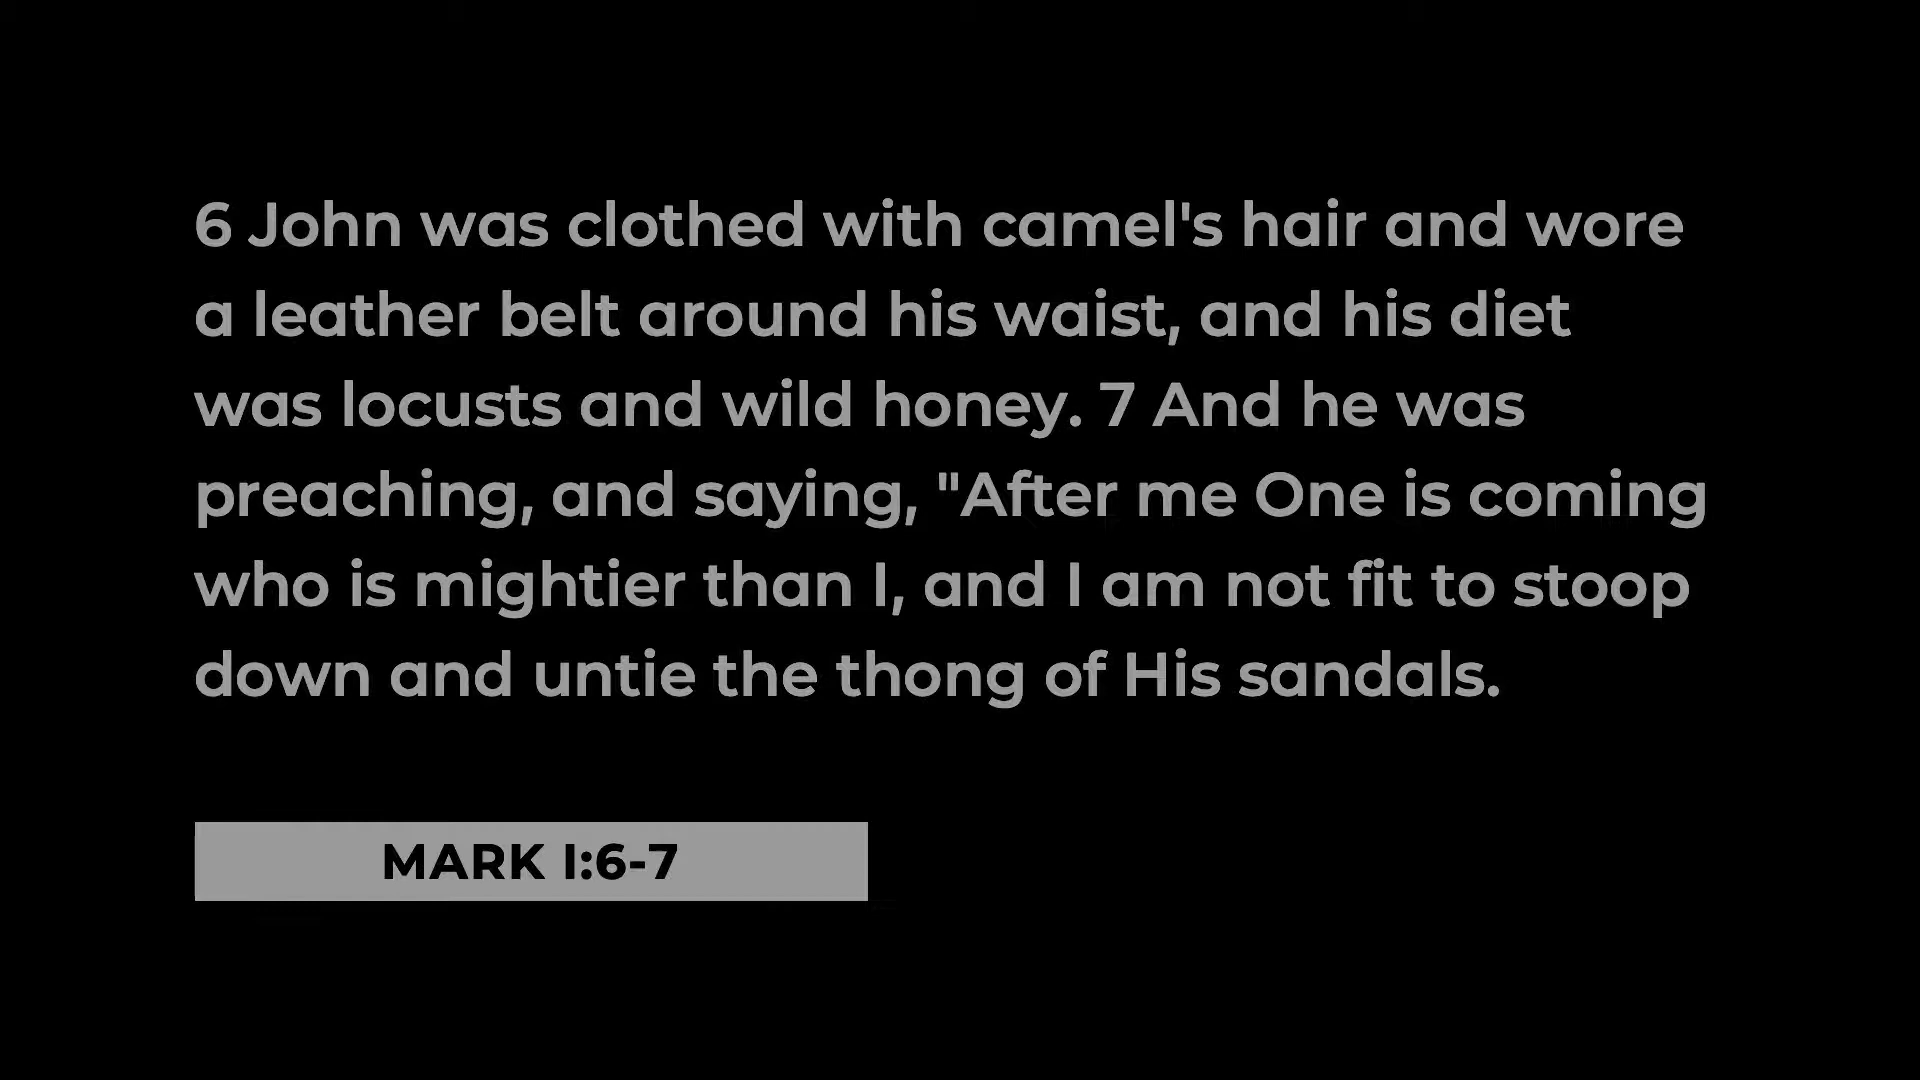 6 John was clothed with camel's hair and wore
a leather belt around his waist, and his diet
was locusts and wild honey. 7 And he was
preaching, and saying, "After me One is coming
who is mightier than I, and I am not fit to stoop
down and untie the thong of His sandals.
MARK I:6-7